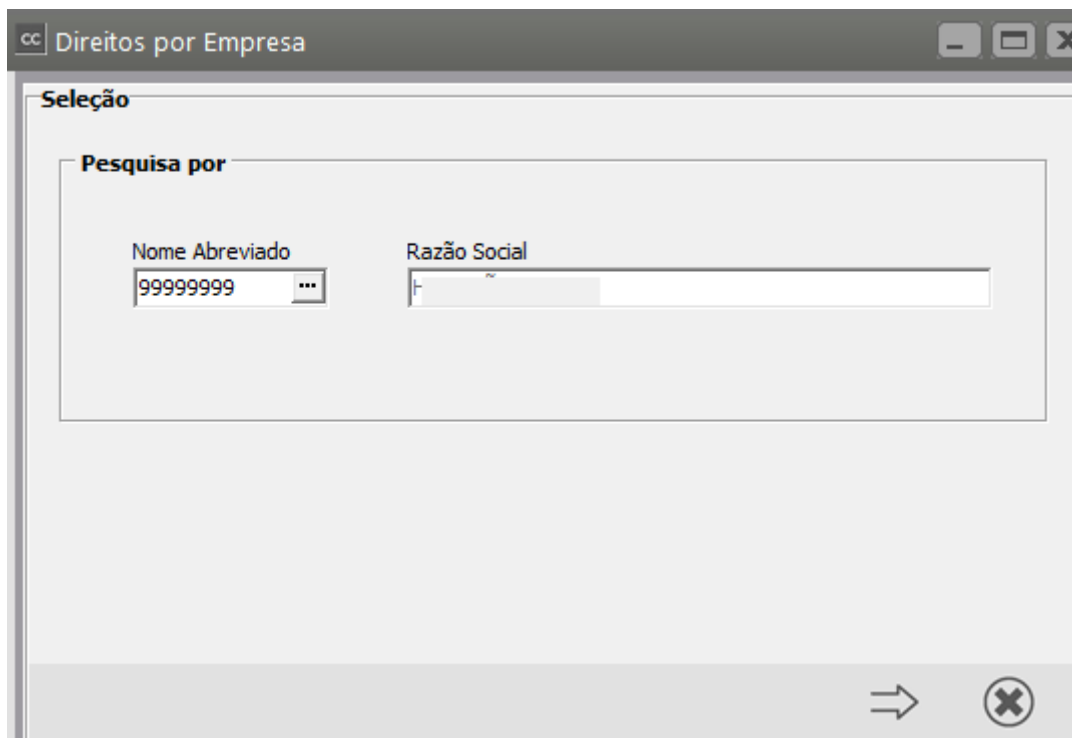 CC Direitos por Empresa
Seleção
Pesquisa por
Nome Abreviado Razão Social
99999999 ...